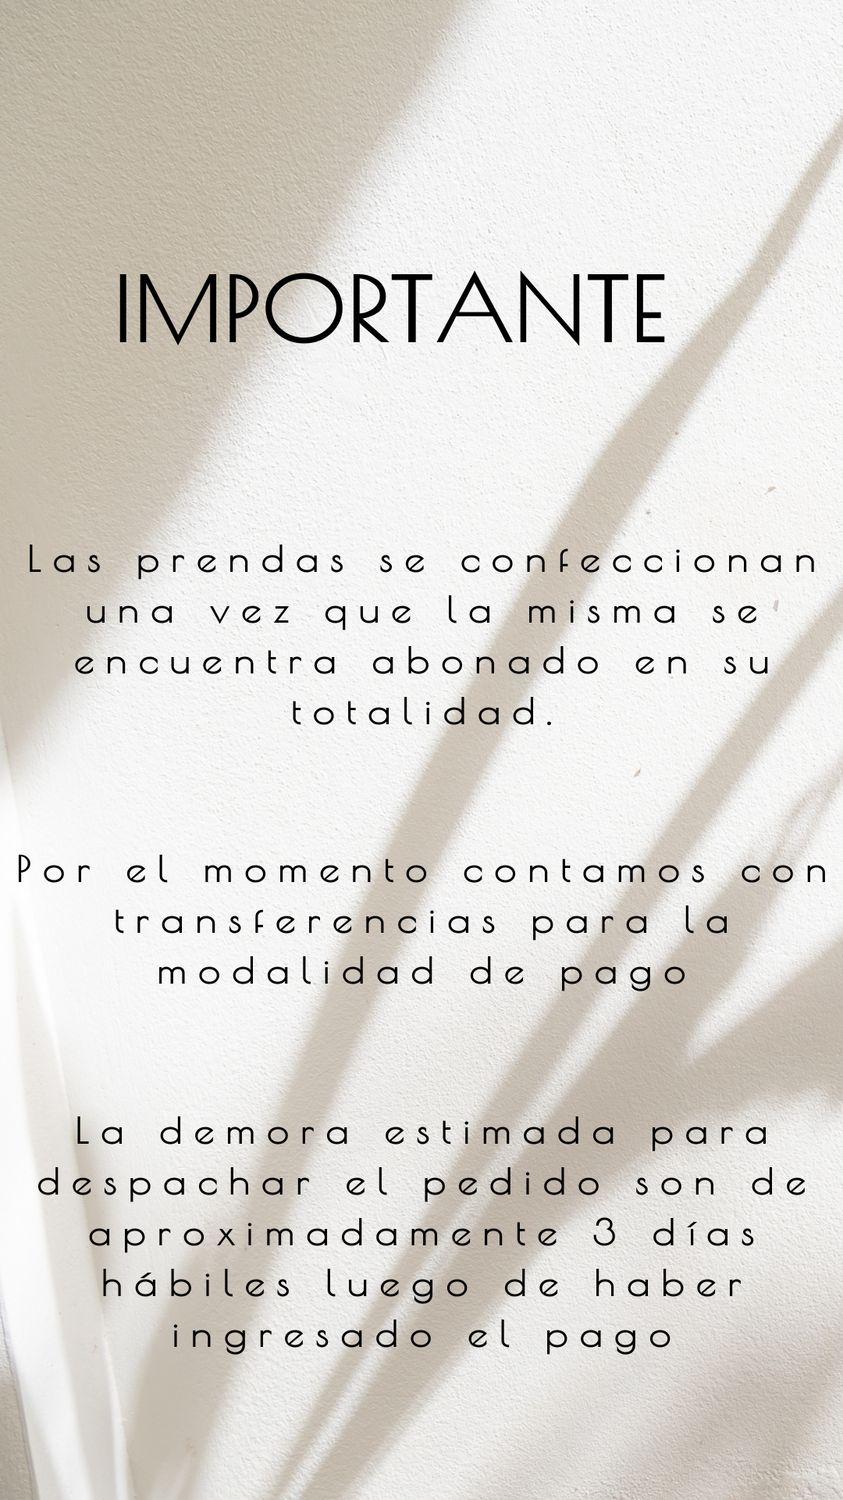 IMPORTANTE
Las prendas se confeccionan
una vez que la misma se
encuentra abonado en su
totalidad.
Por el momento contamos con
transferencias para la
modalidad de pago
La demora estimada para
despachar el pedido son de
aproximadamente 3 días
hábiles luego de haber
ingresado el pago